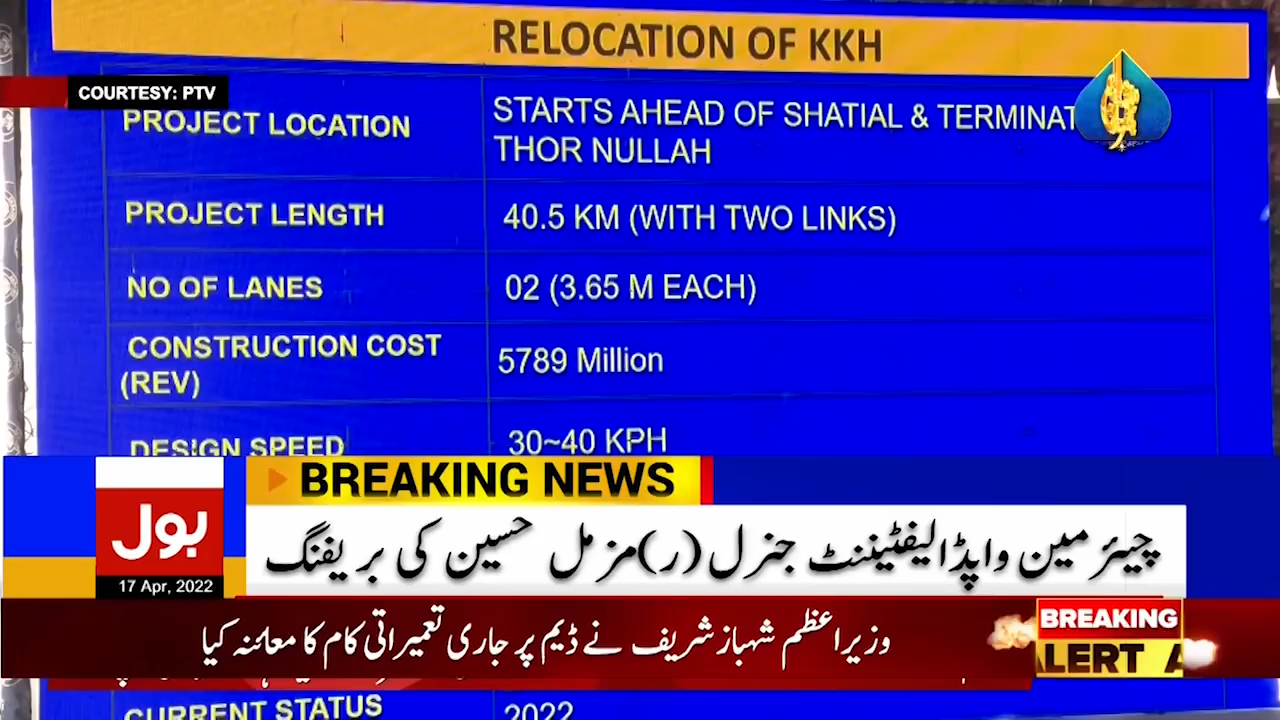 RELOCATION OF KKH
COURTESY: PTV
PROJECT LOCATION
STARTS AHEAD OF SHATIAL & TERMINAT
THOR NULLAH
PROJECT LENGTH
40.5 KM (WITH TWO LINKS)
NO OF LANES
02 (3.65 M EACH)
CONSTRUCTION COST
(REV)
5789 Million
DESIGN SPEED
30~40 KPH
BREAKING NEWS
بول
17 Apr, 2022
چیئرمین واپڈا لیفٹیننٹ جنرل (ر) مزمل حسین کی بریفنگ
وزیراعظم شہباز شریف نے ڈیم پر جاری تعمیراتی کام کا معائنہ کیا
BREAKING
LERT A
CURRENT STATUS
2022